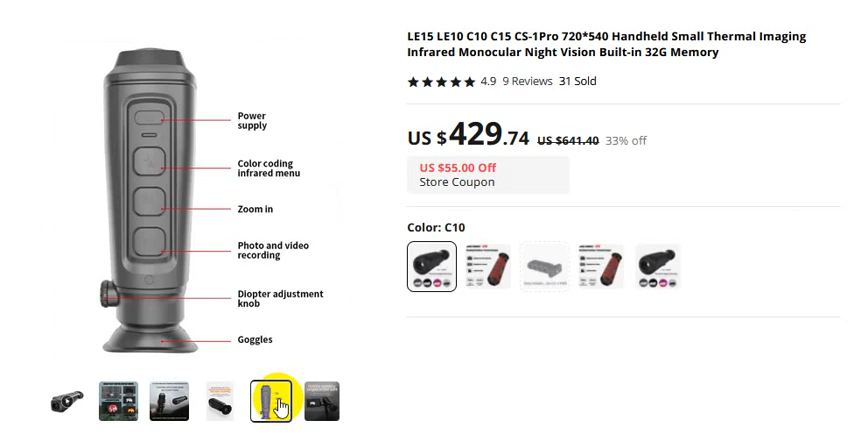 LE15 LE10 C10 C15 CS-1Pro 720*540 Handheld Small Thermal Imaging
Infrared Monocular Night Vision Built-in 32G Memory
4.9 9 Reviews 31 Sold
US $429.74 US $641.40 33% off
US $55.00 Off
Store Coupon
Color: C10
Power
supply
Color coding
infrared menu
Zoom in
Photo and video
recording
Diopter adjustment
knob
Goggles